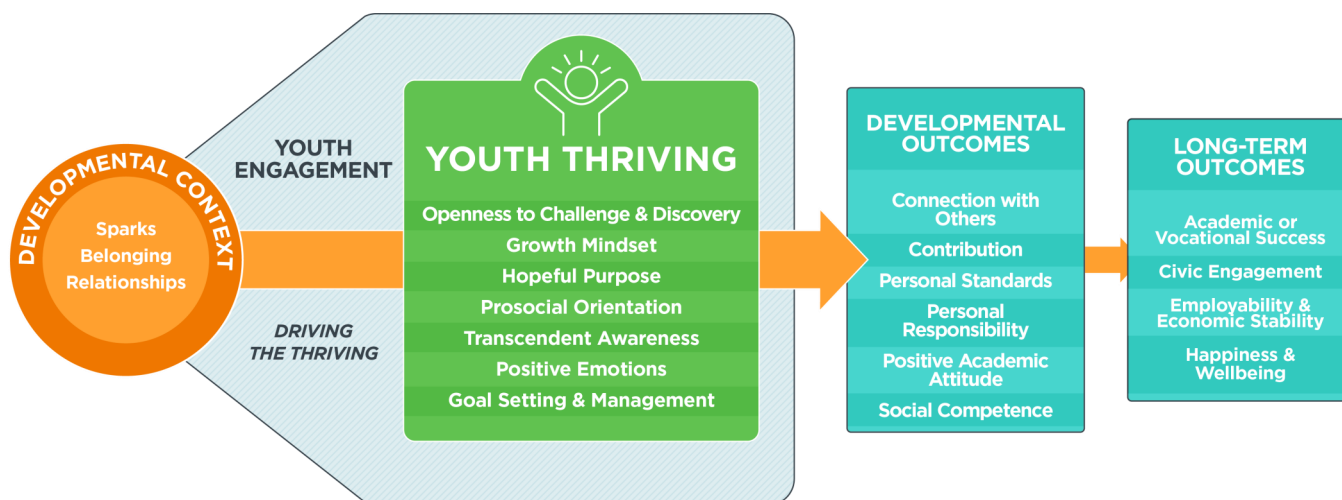 DEVELOPMENTAL CONTEXT
Sparks
Belonging
Relationships
YOUTH
ENGAGEMENT
DRIVING
THE THRIVING
YOUTH THRIVING
Openness to Challenge & Discovery
Growth Mindset
Hopeful Purpose
Prosocial Orientation
Transcendent Awareness
Positive Emotions
Goal Setting & Management
DEVELOPMENTAL
OUTCOMES
Connection with
Others
Contribution
Personal Standards
Personal
Responsibility
Positive Academic
Attitude
Social Competence
LONG-TERM
OUTCOMES
Academic or
Vocational Success
Civic Engagement
Employability &
Economic Stability
Happiness &
Wellbeing